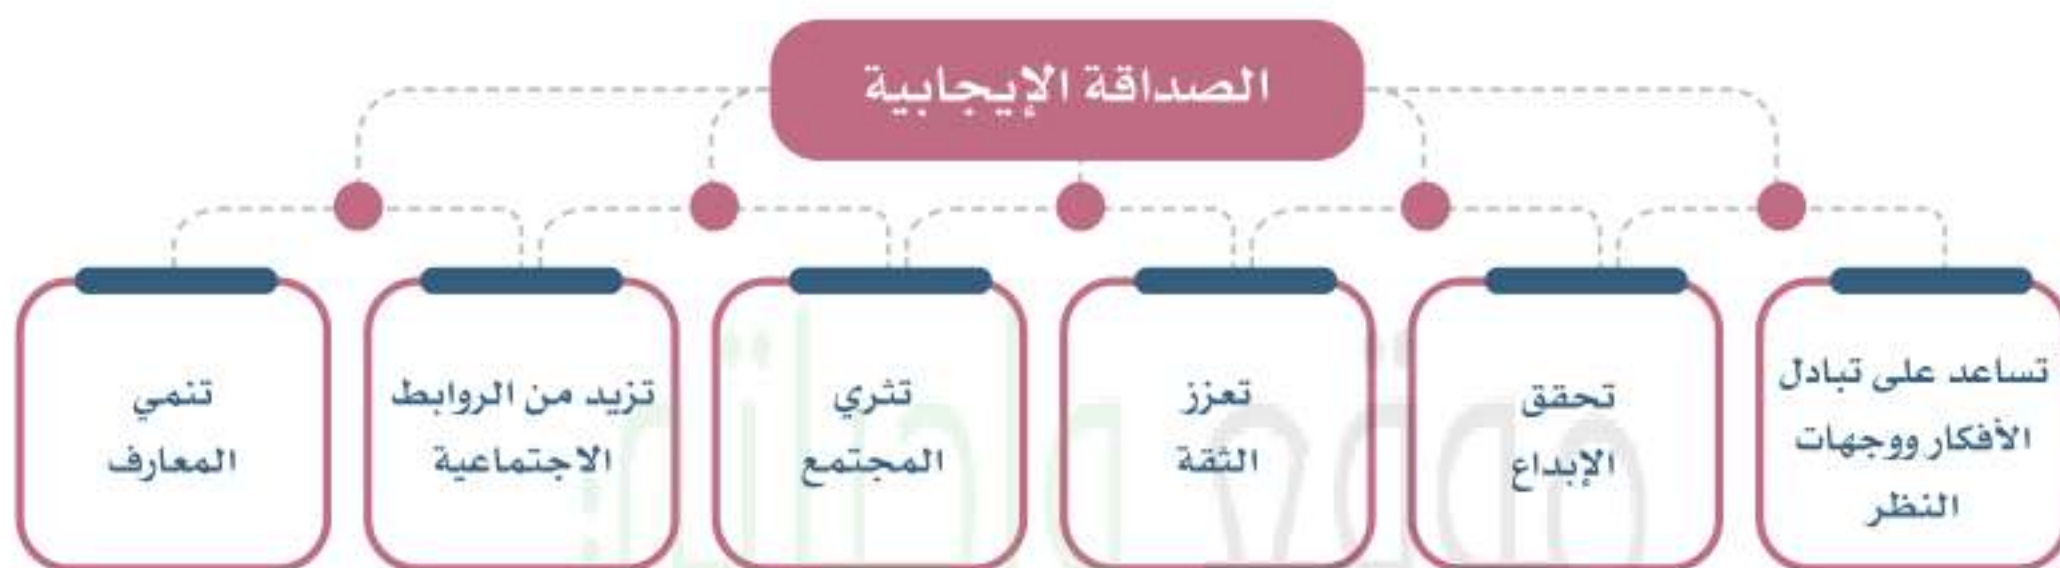 الصداقة الإيجابية
تساعد على تبادل
الأفكار ووجهات
النظر
تحقق
الإبداع
تعزز
الثقة
تثري
المجتمع
تزيد من الروابط
الاجتماعية
تنمي
المعارف